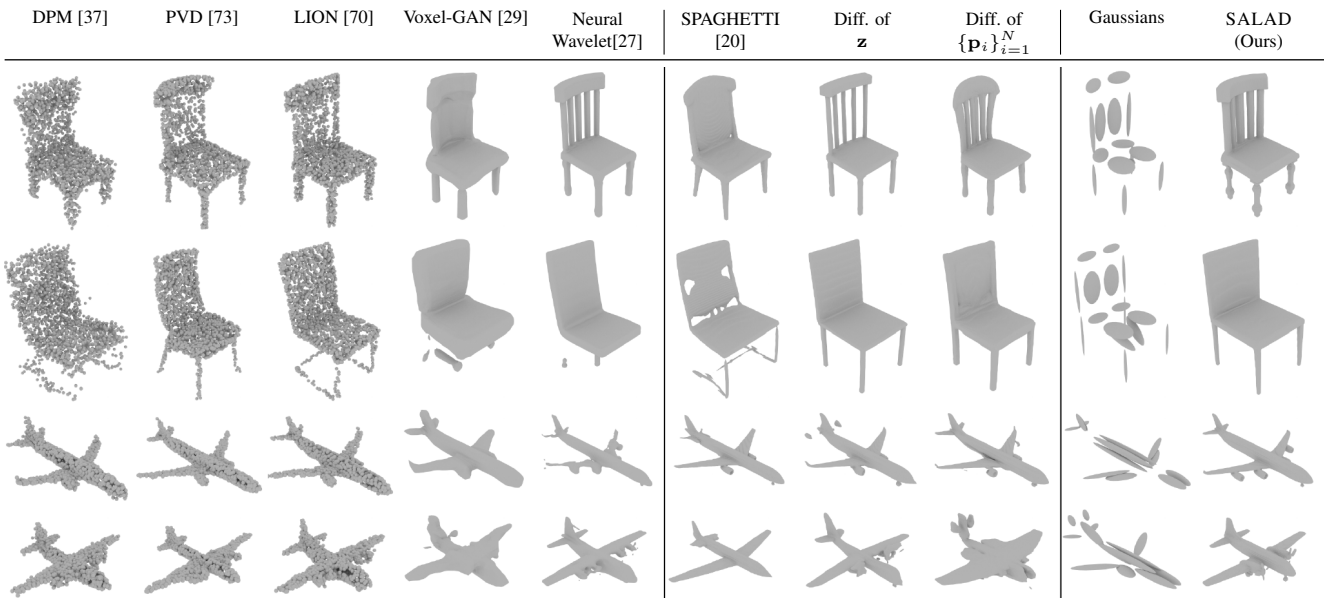 DPM [37] PVD [73] LION [70] Voxel-GAN [29] Neural Wavelet[27] SPAGHETTI [20] Diff. of z Diff. of {p_i}_{i=1}^N Gaussians SALAD (Ours)